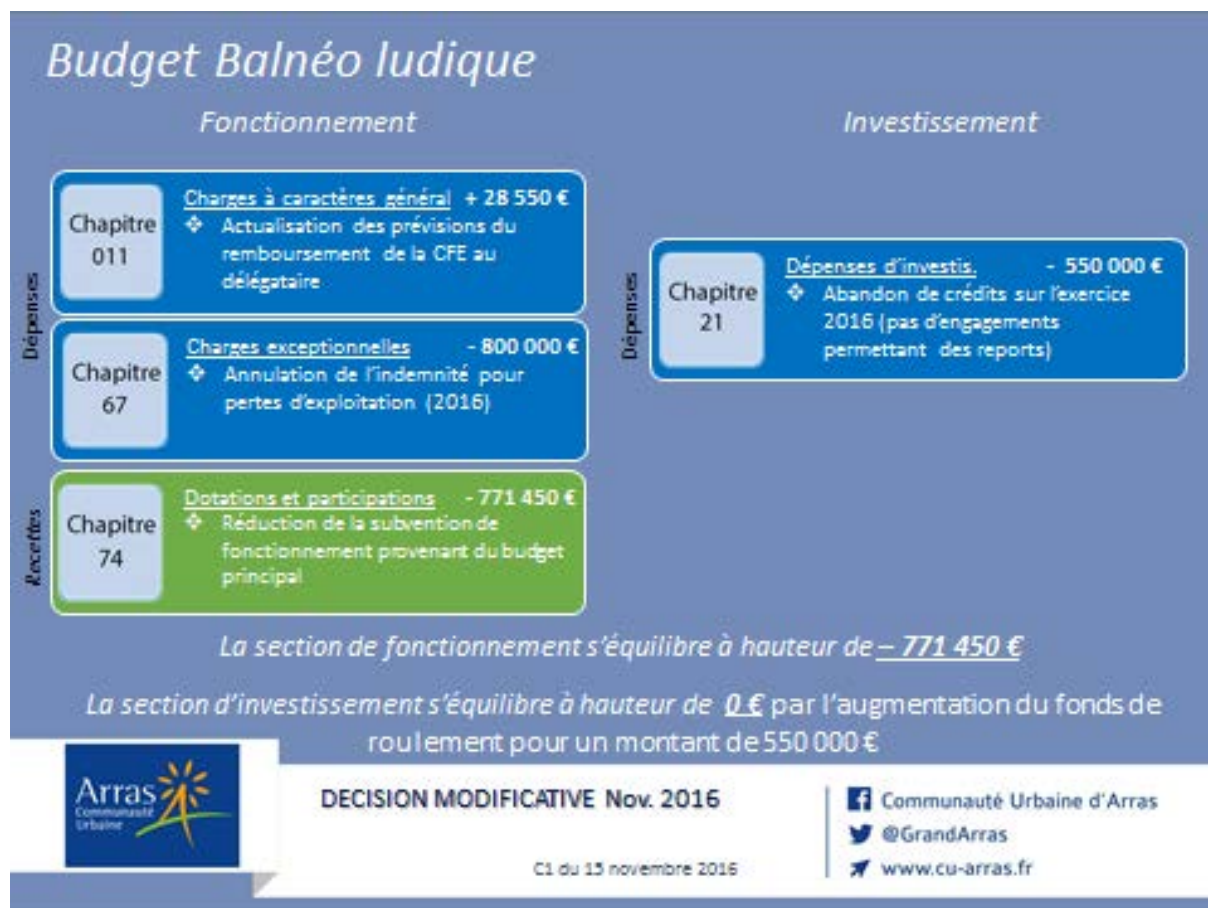 Budget Balnéo ludique
Fonctionnement
Investissement
Dépenses
Chapitre
011
Charges à caractères général + 28 550 €
❖ Actualisation des prévisions du
remboursement de la CFE au
délégataire
Chapitre
67
Charges exceptionnelles - 800 000 €
❖ Annulation de l'indemnité pour
pertes d'exploitation (2016)
Recettes
Chapitre
74
Dotations et participations - 771 450 €
❖ Réduction de la subvention de
fonctionnement provenant du budget
principal
Dépenses
Chapitre
21
Dépenses d'investis. - 550 000 €
❖ Abandon de crédits sur l'exercice
2016 (pas d'engagements
permettant des reports)
La section de fonctionnement s'équilibre à hauteur de – 771 450 €
La section d'investissement s'équilibre à hauteur de 0 € par l'augmentation du fonds de
roulement pour un montant de 550 000 €
Arras
Communauté
Urbaine
DECISION MODIFICATIVE Nov. 2016
C1 du 15 novembre 2016
Communauté Urbaine d'Arras
@GrandArras
www.cu-arras.fr